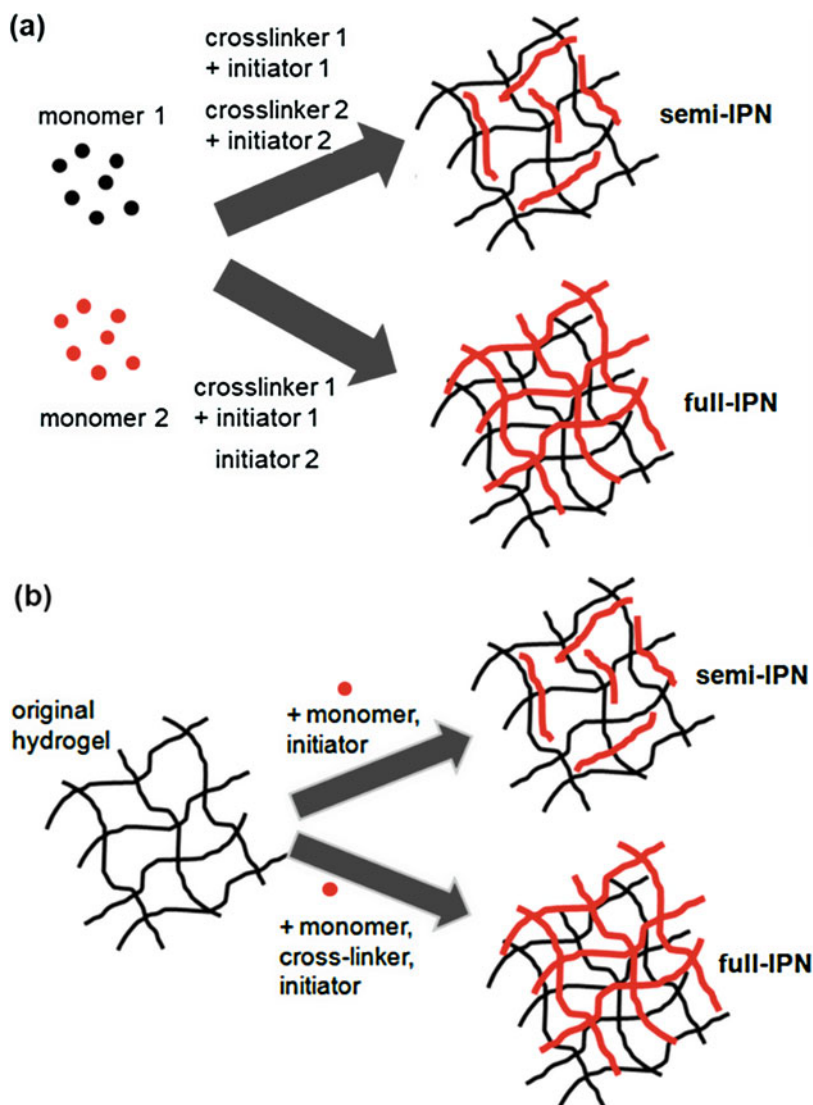 (a)
monomer 1
crosslinker 1
+ initiator 1
crosslinker 2
+ initiator 2
semi-IPN
monomer 2
crosslinker 1
+ initiator 1
initiator 2
full-IPN
(b)
original
hydrogel
+ monomer,
initiator
semi-IPN
+ monomer,
cross-linker,
initiator
full-IPN